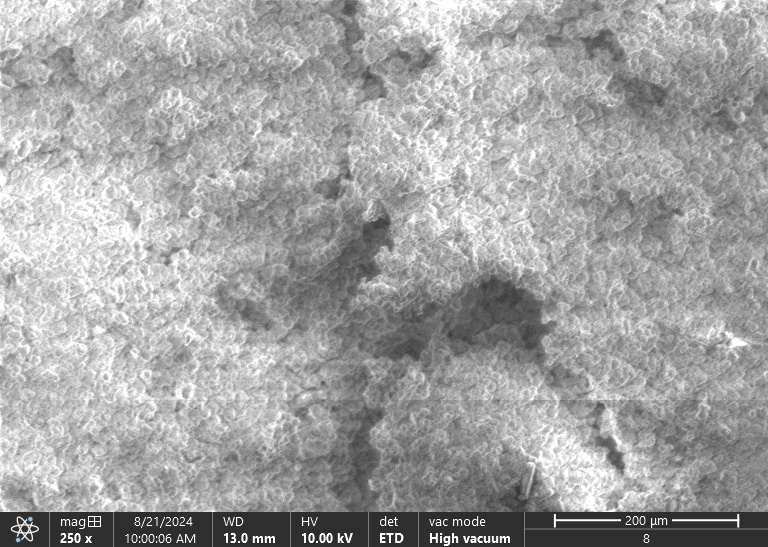 mag 8/21/2024 WD HV det vac mode 200 µm
250 x 10:00:06 AM 13.0 mm 10.00 kV ETD High vacuum 8